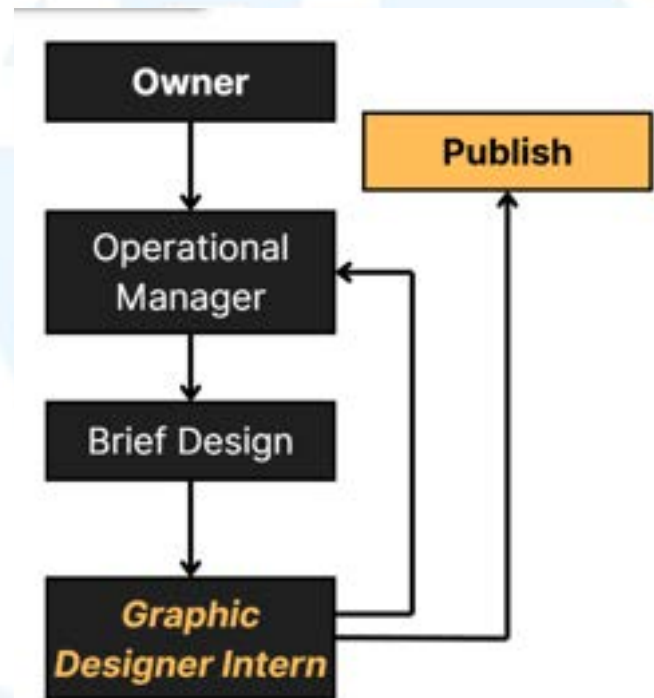 Owner
Publish
Operational
Manager
Brief Design
Graphic
Designer Intern